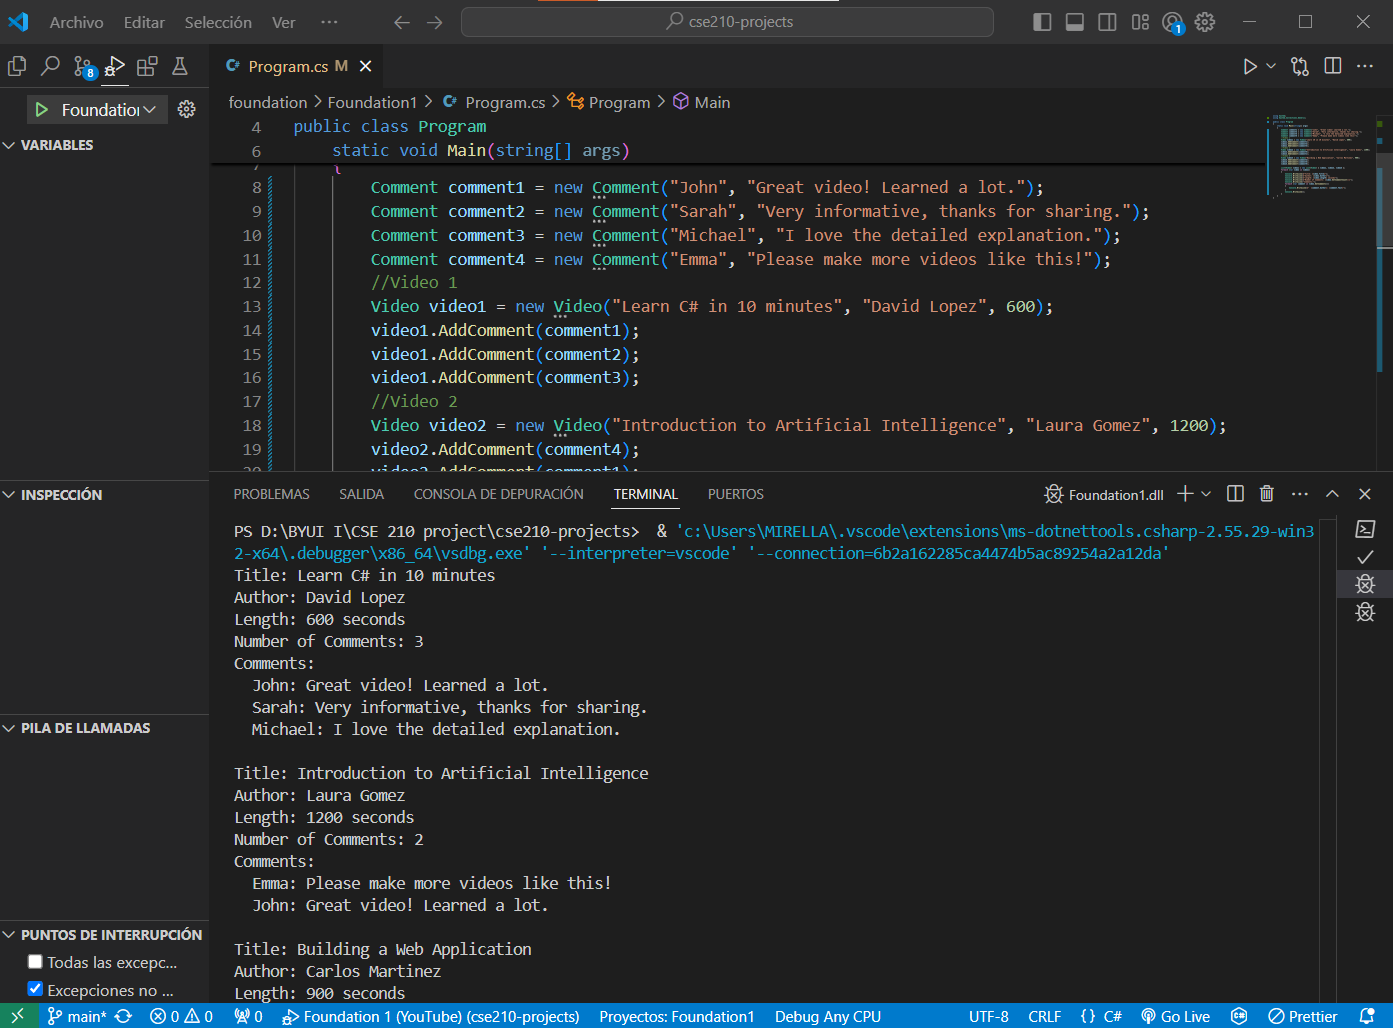 Archivo Editar Selección Ver ··· cse210-projects
1
8
Program.cs M
Foundatio
foundation > Foundation1 > Program.cs > Program > Main
VARIABLES
4 public class Program
6 static void Main(string[] args)
7 {
8 Comment comment1 = new Comment("John", "Great video! Learned a lot.");
9 Comment comment2 = new Comment("Sarah", "Very informative, thanks for sharing.");
10 Comment comment3 = new Comment("Michael", "I love the detailed explanation.");
11 Comment comment4 = new Comment("Emma", "Please make more videos like this!");
12 //Video 1
13 Video video1 = new Video("Learn C# in 10 minutes", "David Lopez", 600);
14 video1.AddComment(comment1);
15 video1.AddComment(comment2);
16 video1.AddComment(comment3);
17 //Video 2
18 Video video2 = new Video("Introduction to Artificial Intelligence", "Laura Gomez", 1200);
19 video2.AddComment(comment4);
20 video2.AddComment(comment1);
INSPECCIÓN
PILA DE LLAMADAS
PUNTOS DE INTERRUPCIÓN
Todas las excepc...
Excepciones no ...
PROBLEMAS SALIDA CONSOLA DE DEPURACIÓN TERMINAL PUERTOS Foundation1.dll
PS D:\BYUI I\CSE 210 project\cse210-projects> & 'c:\Users\MIRELLA\.vscode\extensions\ms-dotnettools.csharp-2.55.29-win3
2-x64\.debugger\x86_64\vsdbg.exe' '--interpreter=vscode' '--connection=6b2a162285ca4474b5ac89254a2a12da'
Title: Learn C# in 10 minutes
Author: David Lopez
Length: 600 seconds
Number of Comments: 3
Comments:
John: Great video! Learned a lot.
Sarah: Very informative, thanks for sharing.
Michael: I love the detailed explanation.
Title: Introduction to Artificial Intelligence
Author: Laura Gomez
Length: 1200 seconds
Number of Comments: 2
Comments:
Emma: Please make more videos like this!
John: Great video! Learned a lot.
Title: Building a Web Application
Author: Carlos Martinez
Length: 900 seconds
main* 0 0 0 Foundation 1 (YouTube) (cse210-projects) Proyectos: Foundation1 Debug Any CPU UTF-8 CRLF {} C# Go Live Prettier